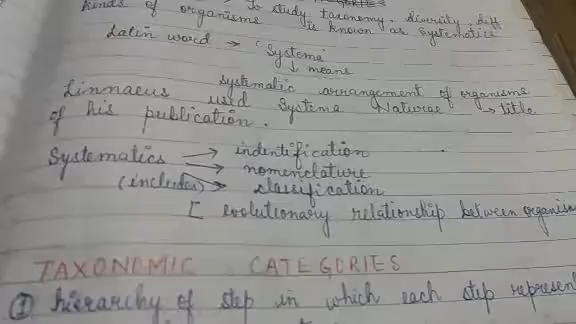 kinds of organisms → To study taxonomy, diversity, diff
is known as systematics
Latin word → 'Systema'
↓ means
systematic arrangement of organisms
Linnaeus used Systema Naturae → title
of his publication.
Systematics → indentification
→ nomenclature
(includes) → classification
[ evolutionary relationship between organism
TAXONOMIC CATEGORIES
① hierarchy of step in which each step represen